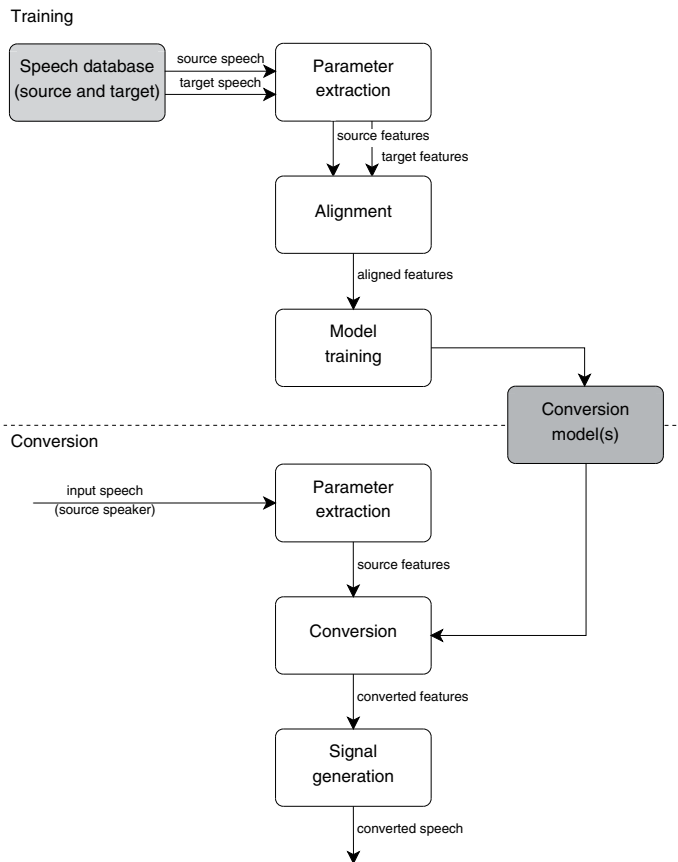 Training
Speech database
(source and target)
source speech
target speech
Parameter
extraction
source features
target features
Alignment
aligned features
Model
training
Conversion
model(s)
Conversion
input speech
(source speaker)
Parameter
extraction
source features
Conversion
converted features
Signal
generation
converted speech